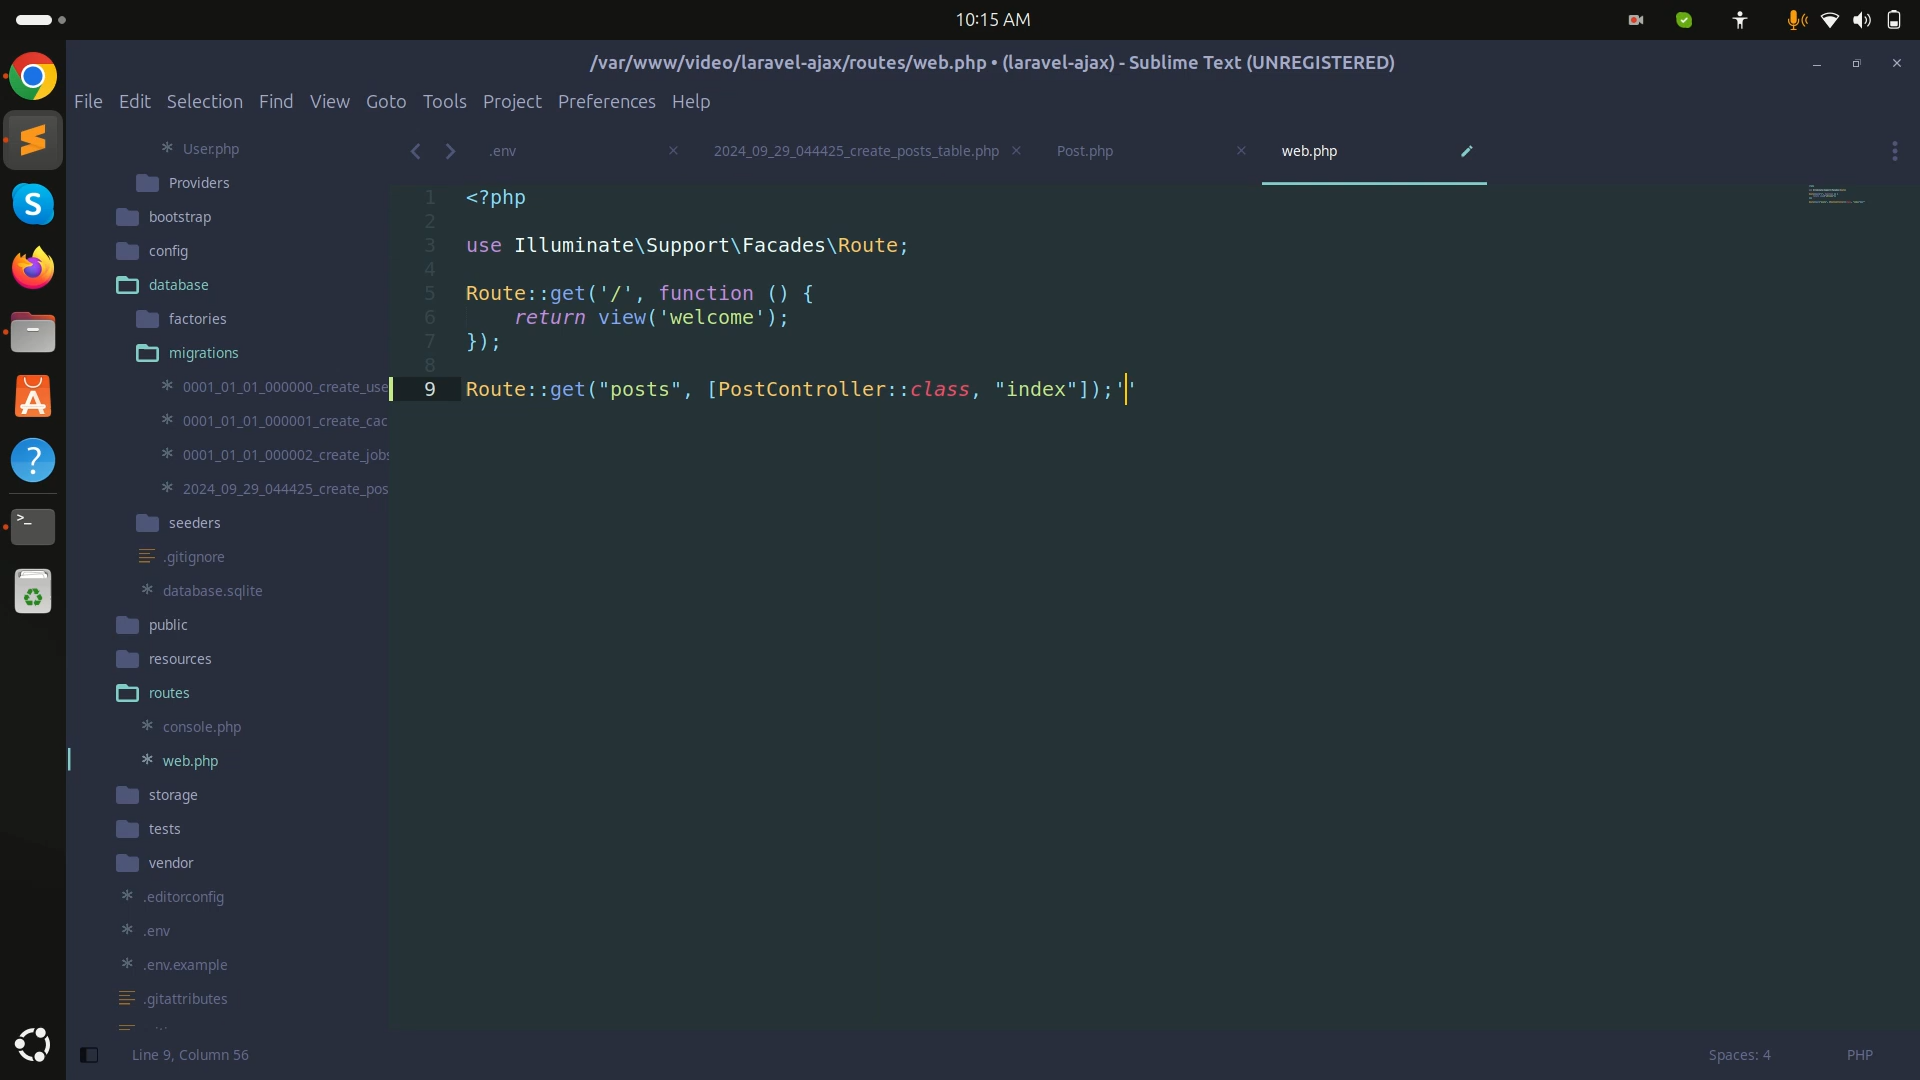 10:15 AM
/var/www/video/laravel-ajax/routes/web.php • (laravel-ajax) - Sublime Text (UNREGISTERED)
File Edit Selection Find View Goto Tools Project Preferences Help
.env
2024_09_29_044425_create_posts_table.php
Post.php
web.php
User.php
Providers
bootstrap
config
database
factories
migrations
0001_01_01_000000_create_use
0001_01_01_000001_create_cac
0001_01_01_000002_create_jobs
2024_09_29_044425_create_pos
seeders
.gitignore
database.sqlite
public
resources
routes
console.php
web.php
storage
tests
vendor
.editorconfig
.env
.env.example
.gitattributes
1 <?php
2
3 use Illuminate\Support\Facades\Route;
4
5 Route::get('/', function () {
6 return view('welcome');
7 });
8
9 Route::get("posts", [PostController::class, "index"]);''
Line 9, Column 56
Spaces: 4
PHP